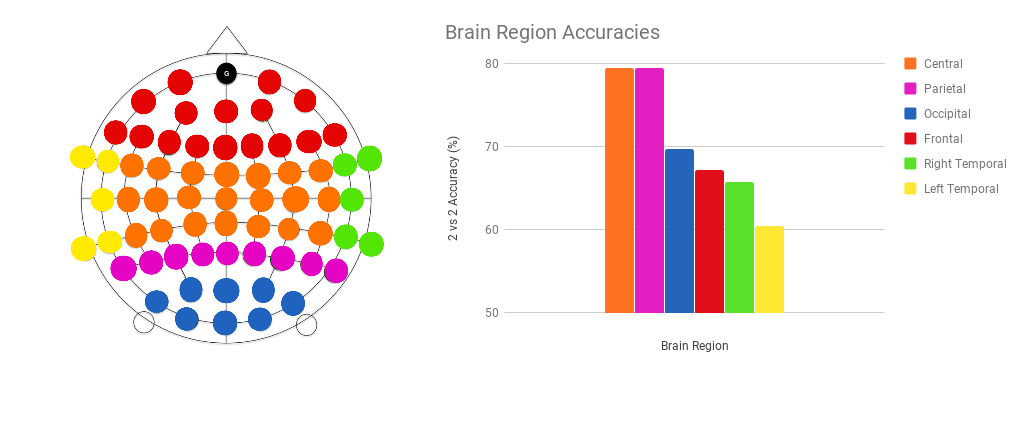 G
Brain Region Accuracies
2 vs 2 Accuracy (%)
80
70
60
50
Brain Region
Central
Parietal
Occipital
Frontal
Right Temporal
Left Temporal